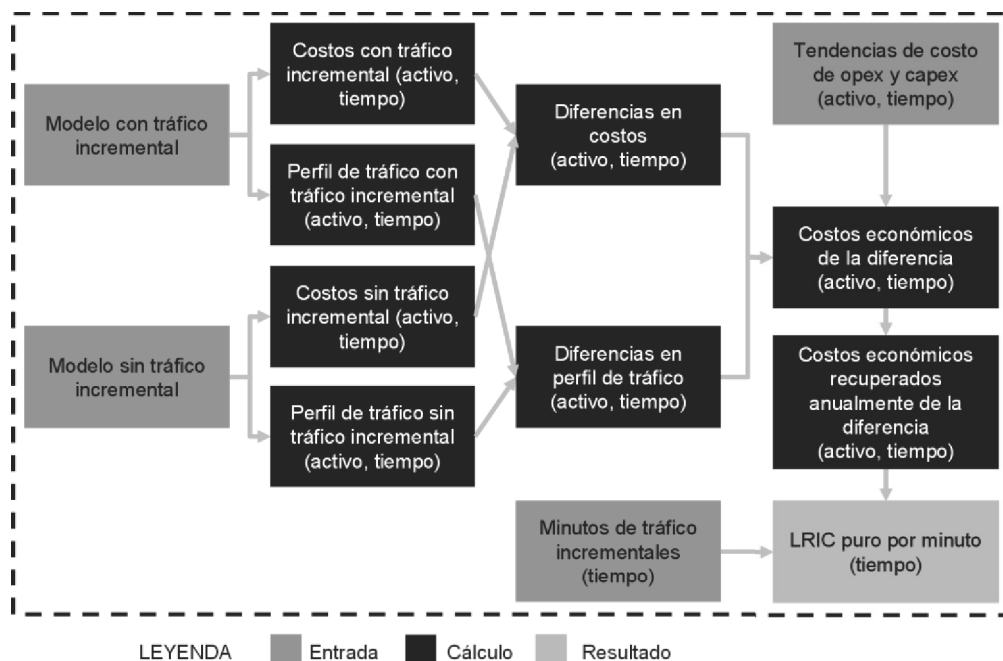 Modelo con tráfico
incremental
Modelo sin tráfico
incremental
Costos con tráfico
incremental (activo,
tiempo)
Perfil de tráfico con
tráfico incremental
(activo, tiempo)
Costos sin tráfico
incremental (activo,
tiempo)
Perfil de tráfico sin
tráfico incremental
(activo, tiempo)
Diferencias en
costos
(activo, tiempo)
Diferencias en
perfil de tráfico
(activo, tiempo)
Minutos de tráfico
incrementales
(tiempo)
Tendencias de costo
de opex y capex
(activo, tiempo)
Costos económicos
de la diferencia
(activo, tiempo)
Costos económicos
recuperados
anualmente de la
diferencia
(activo, tiempo)
LRIC puro por minuto
(tiempo)
LEYENDA
Entrada
Cálculo
Resultado